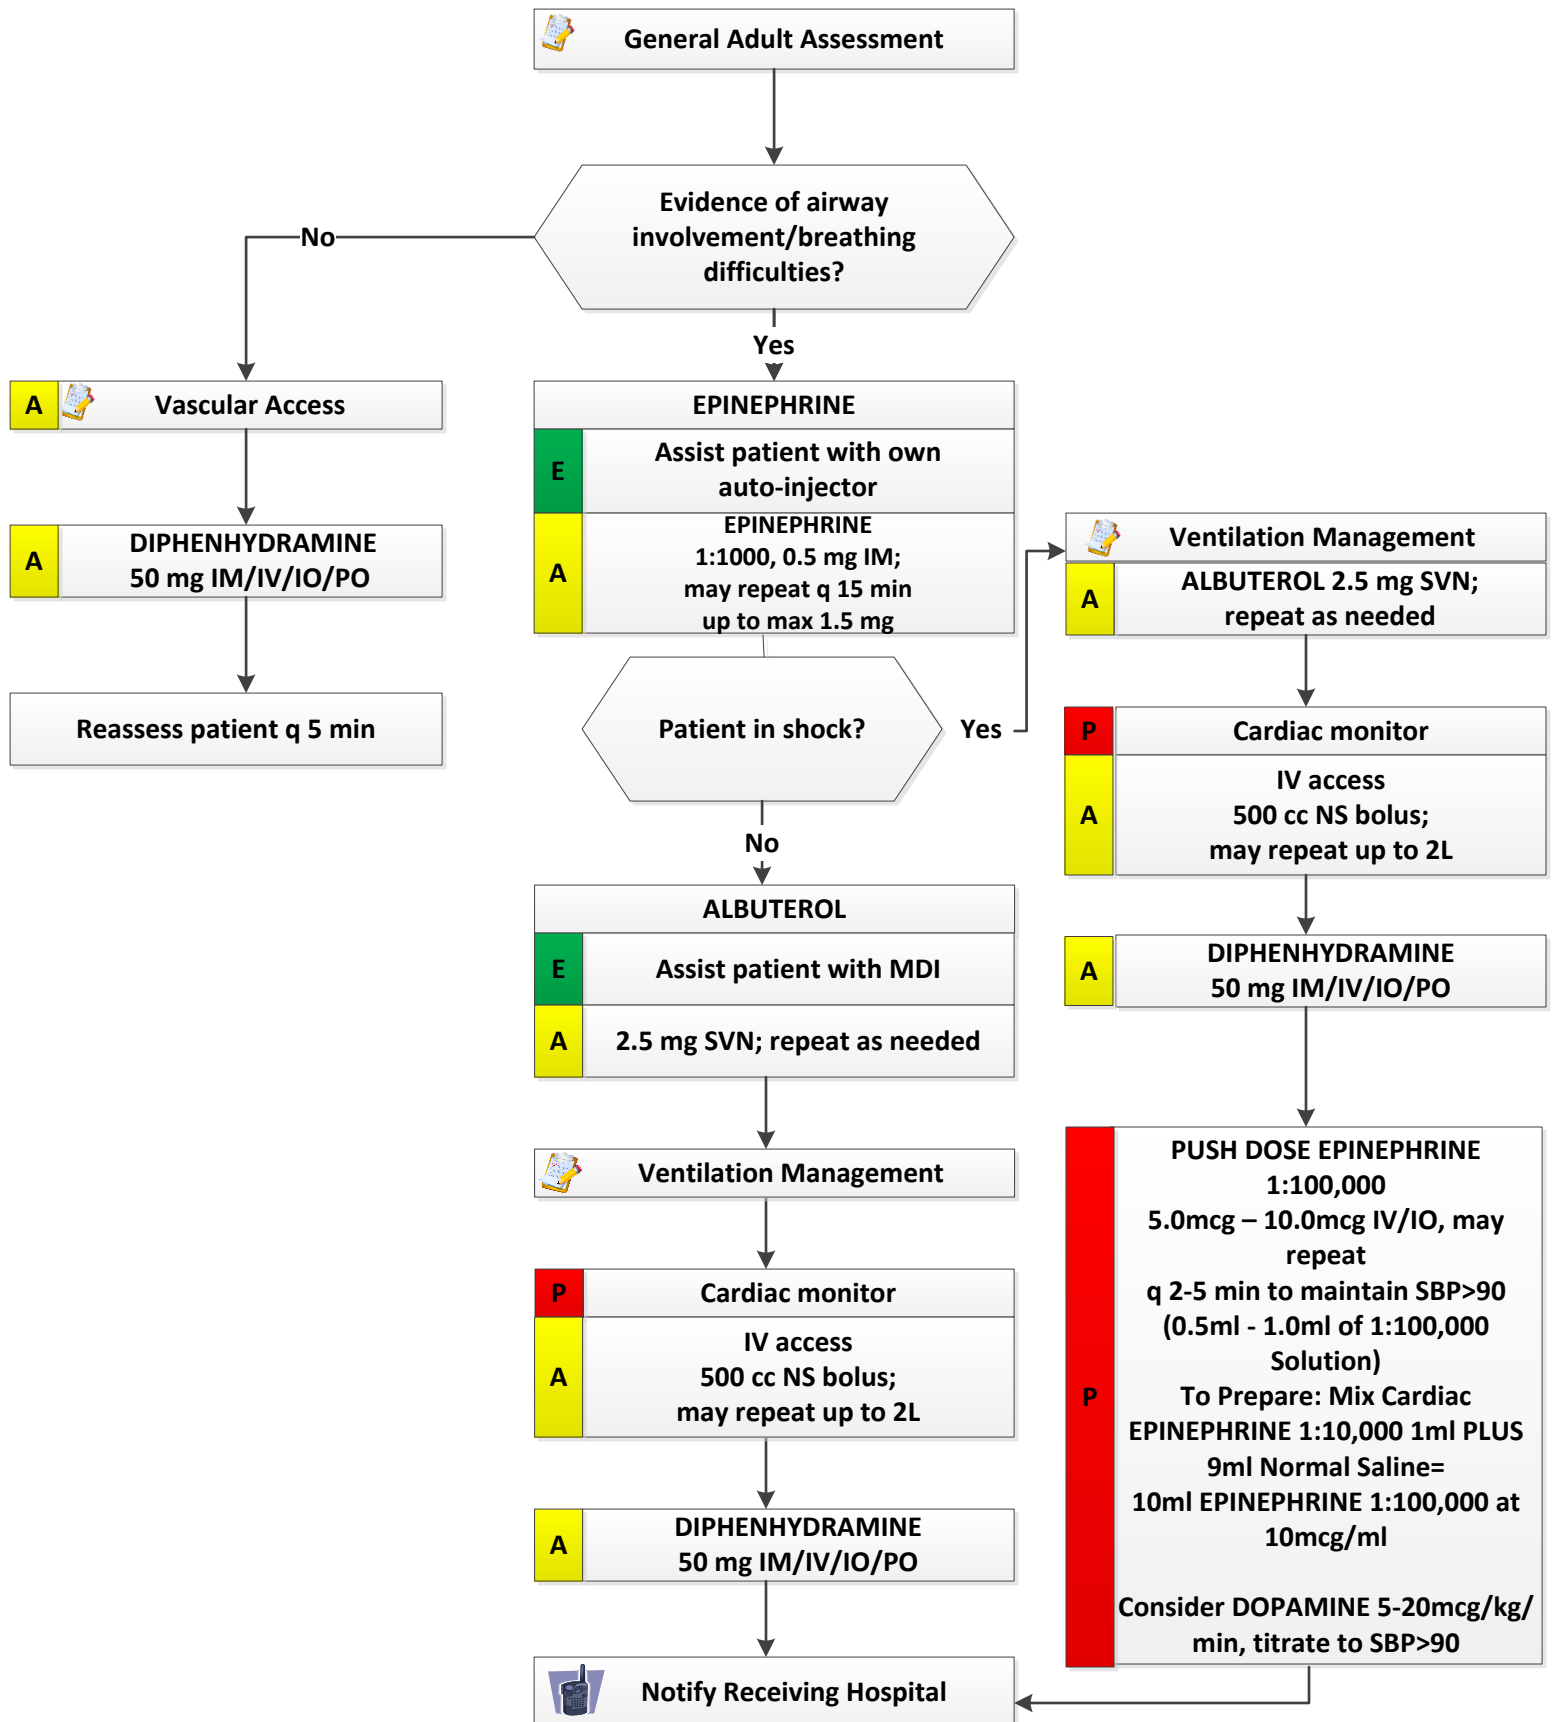 General Adult Assessment
Evidence of airway
involvement/breathing
difficulties?
No
Yes
A
Vascular Access
A
DIPHENHYDRAMINE
50 mg IM/IV/IO/PO
Reassess patient q 5 min
EPINEPHRINE
E
Assist patient with own
auto-injector
A
EPINEPHRINE
1:1000, 0.5 mg IM;
may repeat q 15 min
up to max 1.5 mg
Patient in shock?
Yes
No
ALBUTEROL
E
Assist patient with MDI
A
2.5 mg SVN; repeat as needed
Ventilation Management
P
Cardiac monitor
A
IV access
500 cc NS bolus;
may repeat up to 2L
A
DIPHENHYDRAMINE
50 mg IM/IV/IO/PO
Ventilation Management
A
ALBUTEROL 2.5 mg SVN;
repeat as needed
P
Cardiac monitor
A
IV access
500 cc NS bolus;
may repeat up to 2L
A
DIPHENHYDRAMINE
50 mg IM/IV/IO/PO
P
PUSH DOSE EPINEPHRINE
1:100,000
5.0mcg – 10.0mcg IV/IO, may
repeat
q 2-5 min to maintain SBP>90
(0.5ml - 1.0ml of 1:100,000
Solution)
To Prepare: Mix Cardiac
EPINEPHRINE 1:10,000 1ml PLUS
9ml Normal Saline=
10ml EPINEPHRINE 1:100,000 at
10mcg/ml
Consider DOPAMINE 5-20mcg/kg/
min, titrate to SBP>90
Notify Receiving Hospital